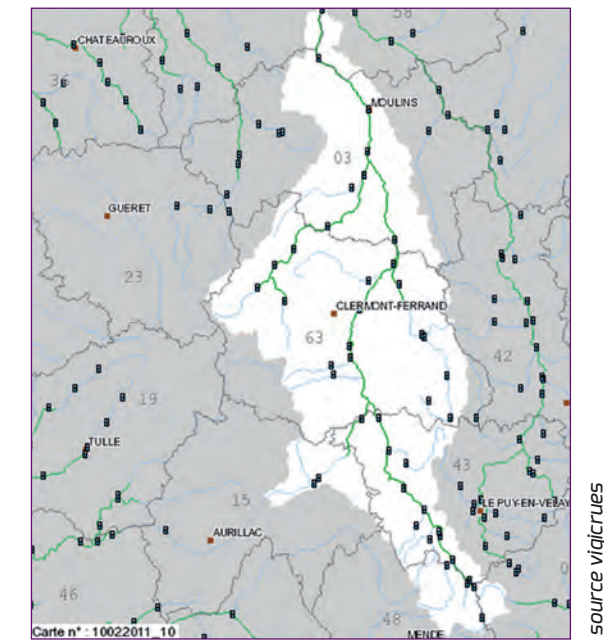 58
CHATEAUROUX
36
MOULINS
03
GUERET
23
CLERMONT-FERRAND
63
42
19
TULLE
43
15
LE PUY-EN-VELAY
AURILLAC
46
48
MENDE
Carte n° : 10022011_10
source vigicrues